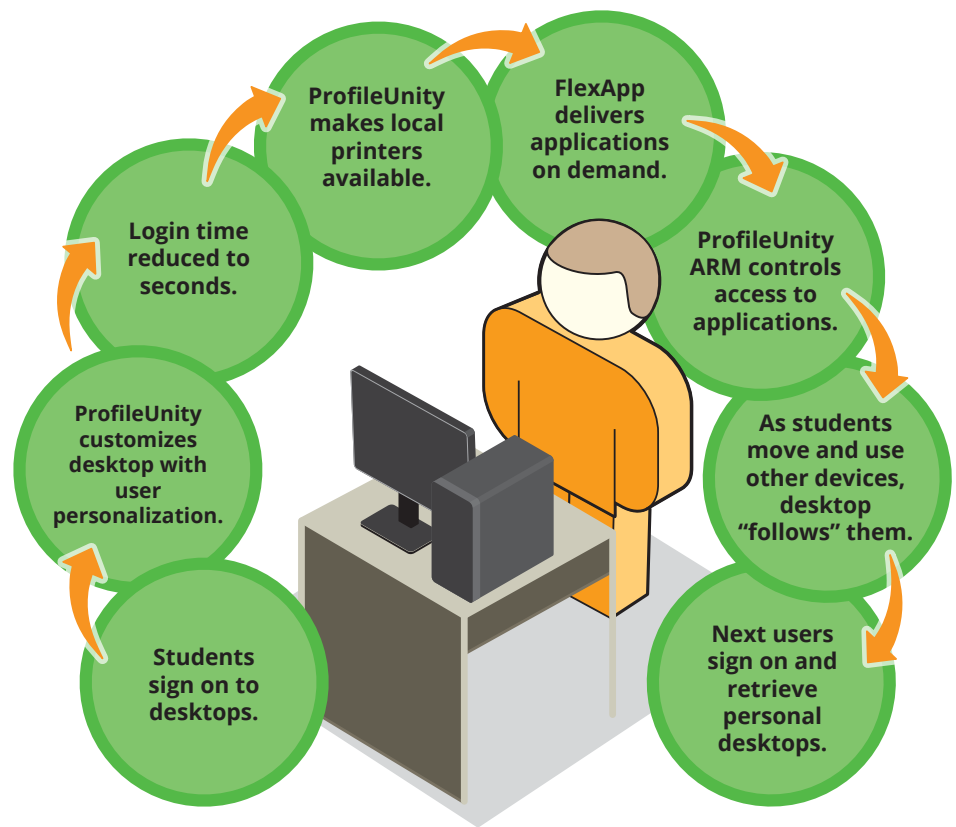 Students
sign on to
desktops.
ProfileUnity
customizes
desktop with
user
personalization.
Login time
reduced to
seconds.
ProfileUnity
makes local
printers
available.
FlexApp
delivers
applications
on demand.
ProfileUnity
ARM controls
access to
applications.
As students
move and use
other devices,
desktop
“follows” them.
Next users
sign on and
retrieve
personal
desktops.